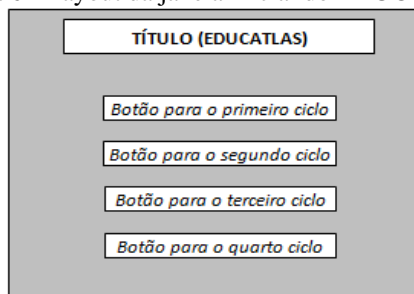 TÍTULO (EDUCATLAS)
Botão para o primeiro ciclo
Botão para o segundo ciclo
Botão para o terceiro ciclo
Botão para o quarto ciclo